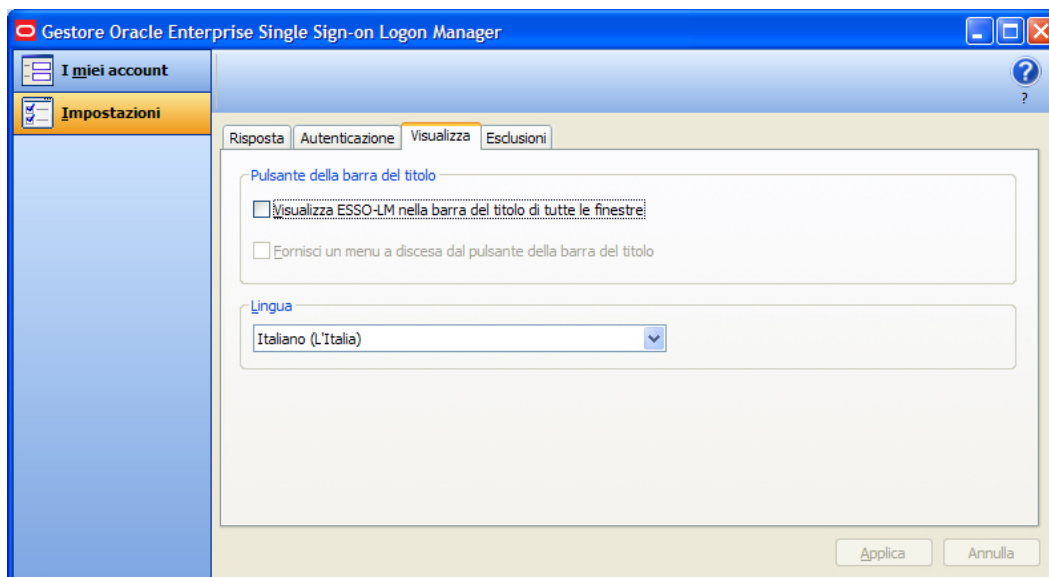 Gestore Oracle Enterprise Single Sign-on Logon Manager
I miei account
Impostazioni
?
?
Risposta Autenticazione Visualizza Esclusioni
Pulsante della barra del titolo
Visualizza ESSO-LM nella barra del titolo di tutte le finestre
Fornisci un menu a discesa dal pulsante della barra del titolo
Lingua
Italiano (L'Italia)
Applica Annulla